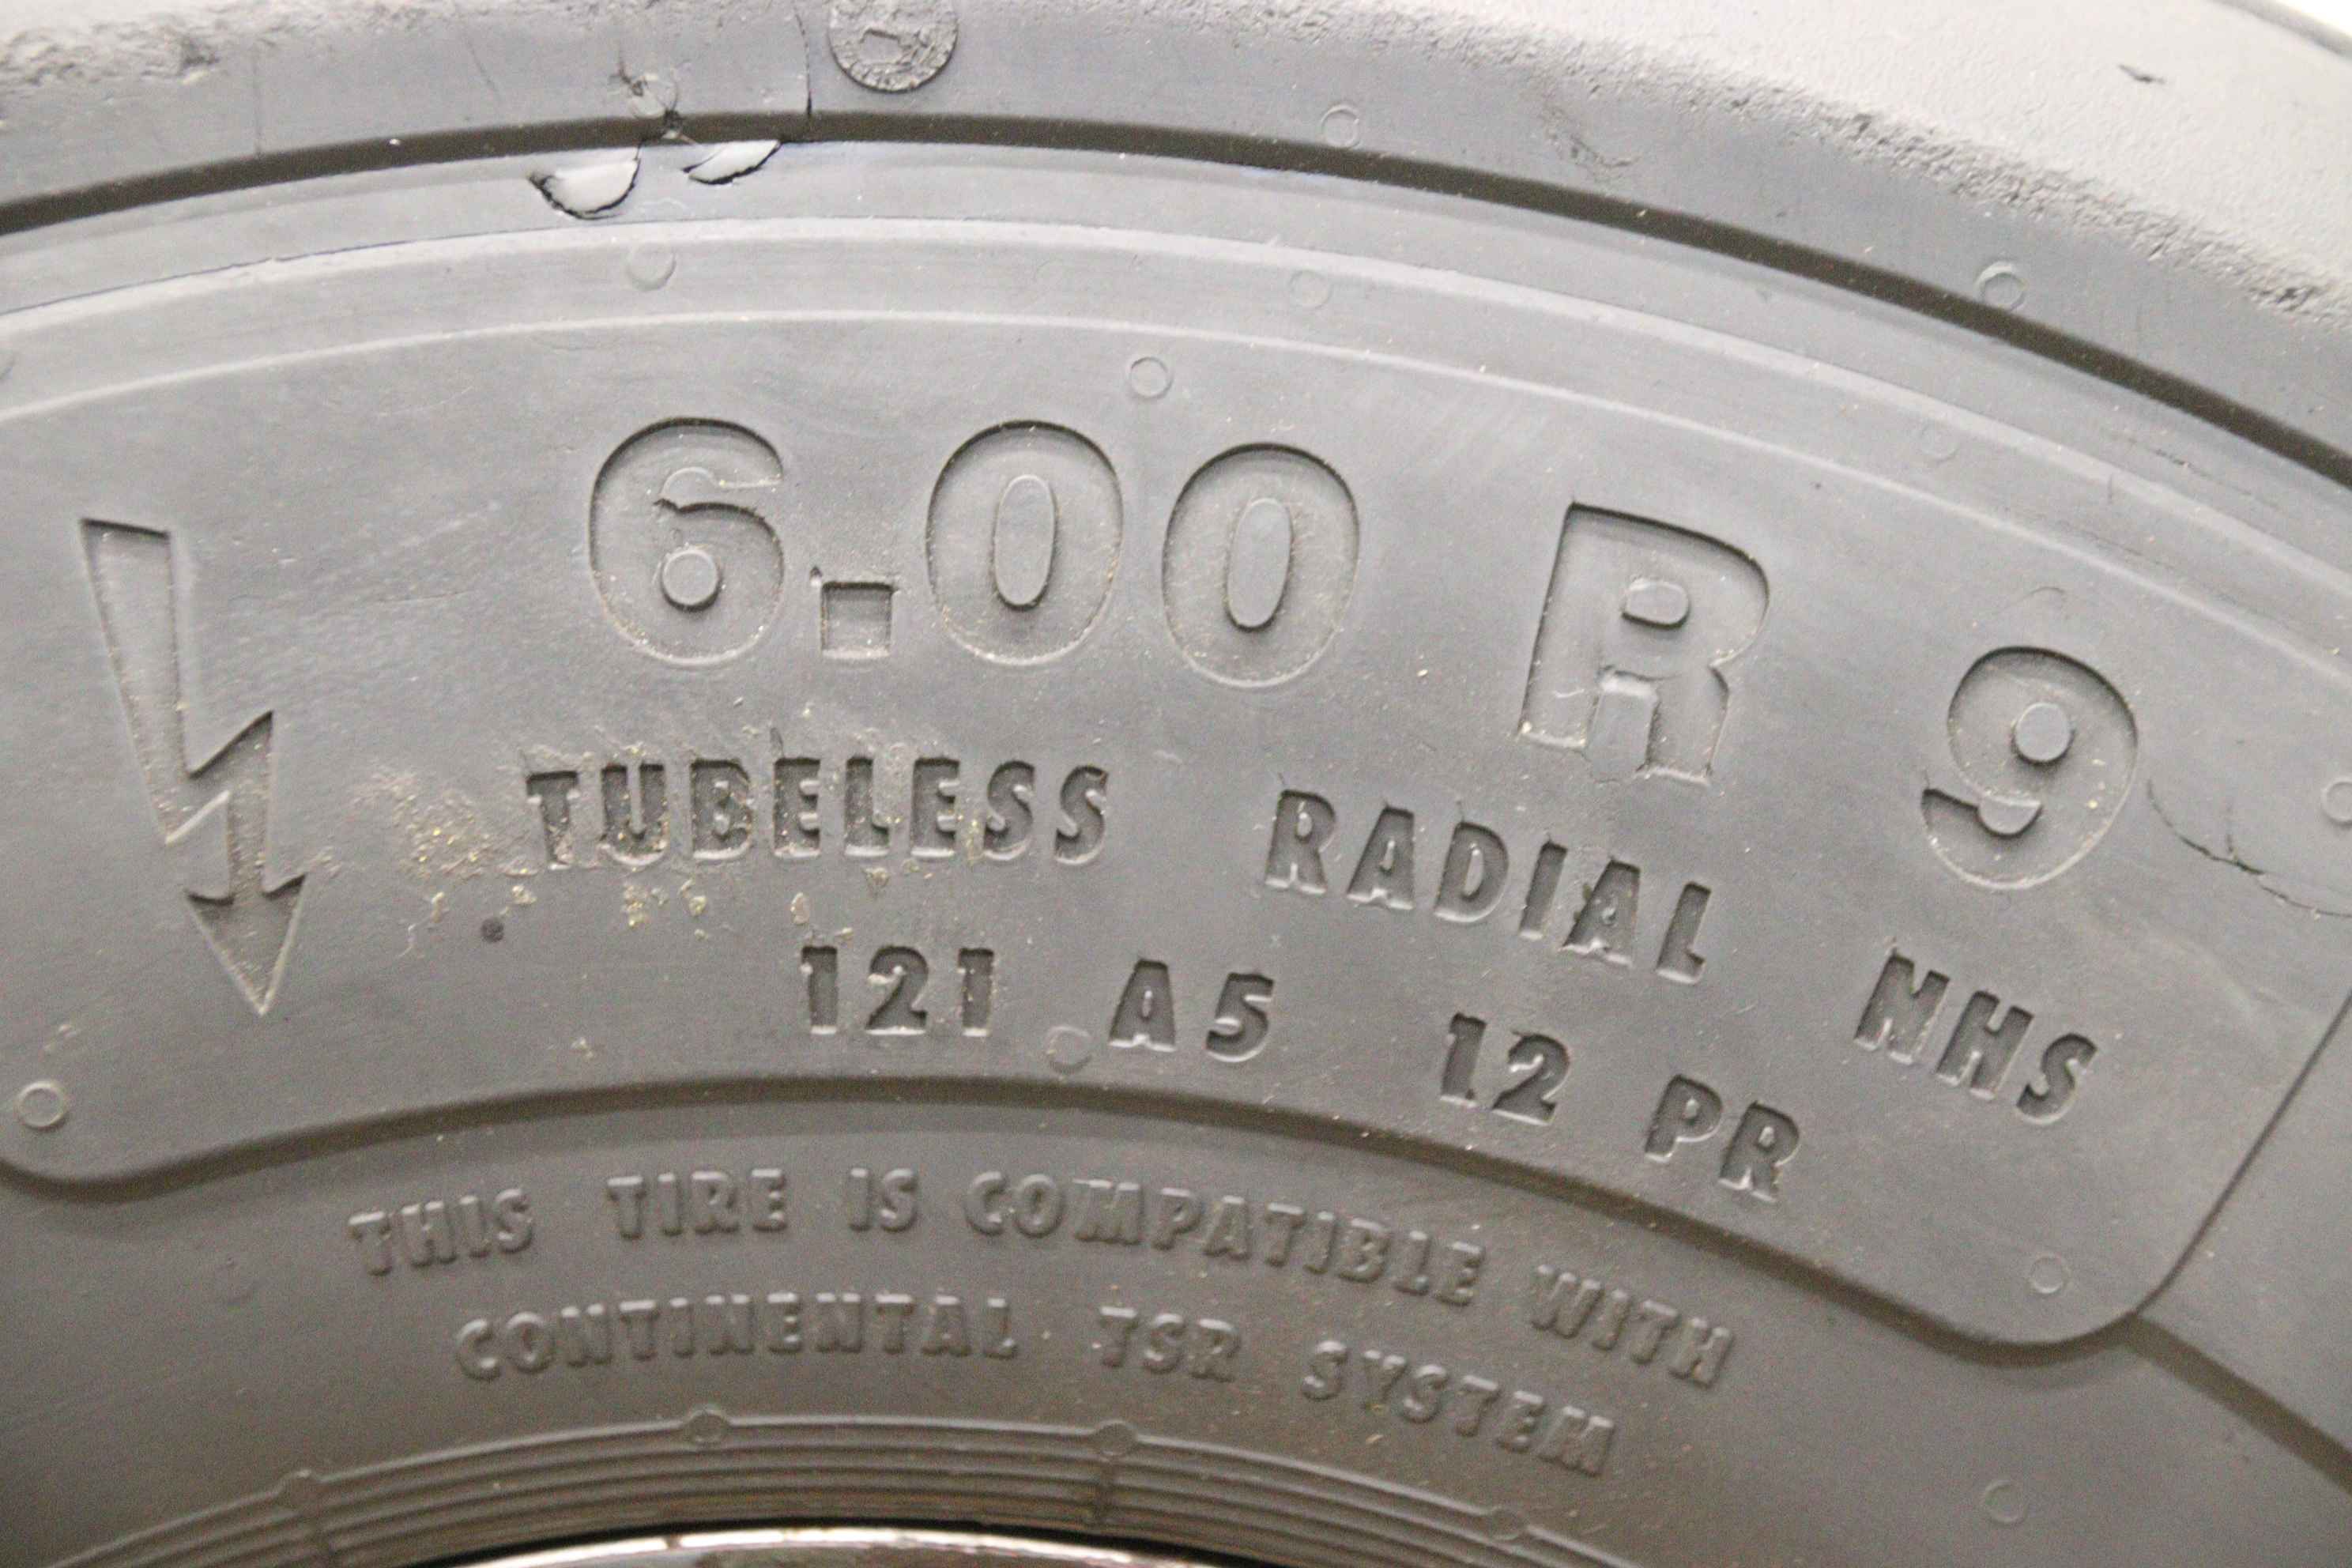 6.00 R 9
TUBELESS RADIAL NHS
121 A5 12 PR
THIS TIRE IS COMPATIBLE WITH
CONTINENTAL TSR SYSTEM